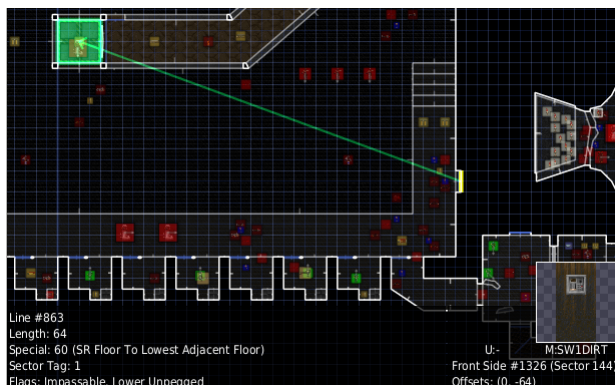 Line #863
Length: 64
Special: 60 (SR Floor To Lowest Adjacent Floor)
Sector Tag: 1
Flags: Impassable, Lower Unpegged
U:-
M:SW1DIRT
Front Side #1326 (Sector 144)
Offsets: (0, -64)